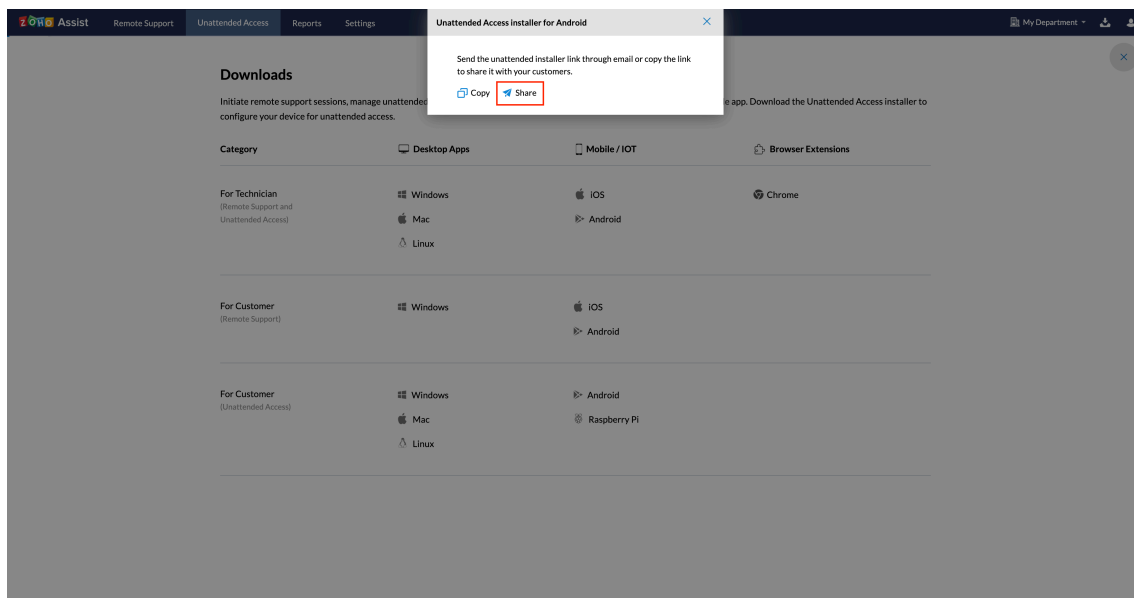 ZOHO Assist
Remote Support
Unattended Access
Reports
Settings
My Department
Unattended Access installer for Android
Send the unattended installer link through email or copy the link
to share it with your customers.
Copy
Share
Downloads
Initiate remote support sessions, manage unattended e app. Download the Unattended Access installer to
configure your device for unattended access.
Category
Desktop Apps
Mobile / IOT
Browser Extensions
For Technician
(Remote Support and
Unattended Access)
Windows
Mac
Linux
iOS
Android
Chrome
For Customer
(Remote Support)
Windows
iOS
Android
For Customer
(Unattended Access)
Windows
Mac
Linux
Android
Raspberry Pi